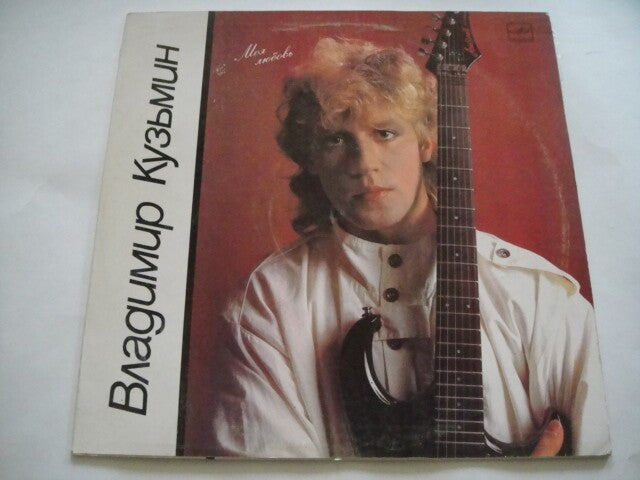 Владимир Кузьмин
Моя
любовь